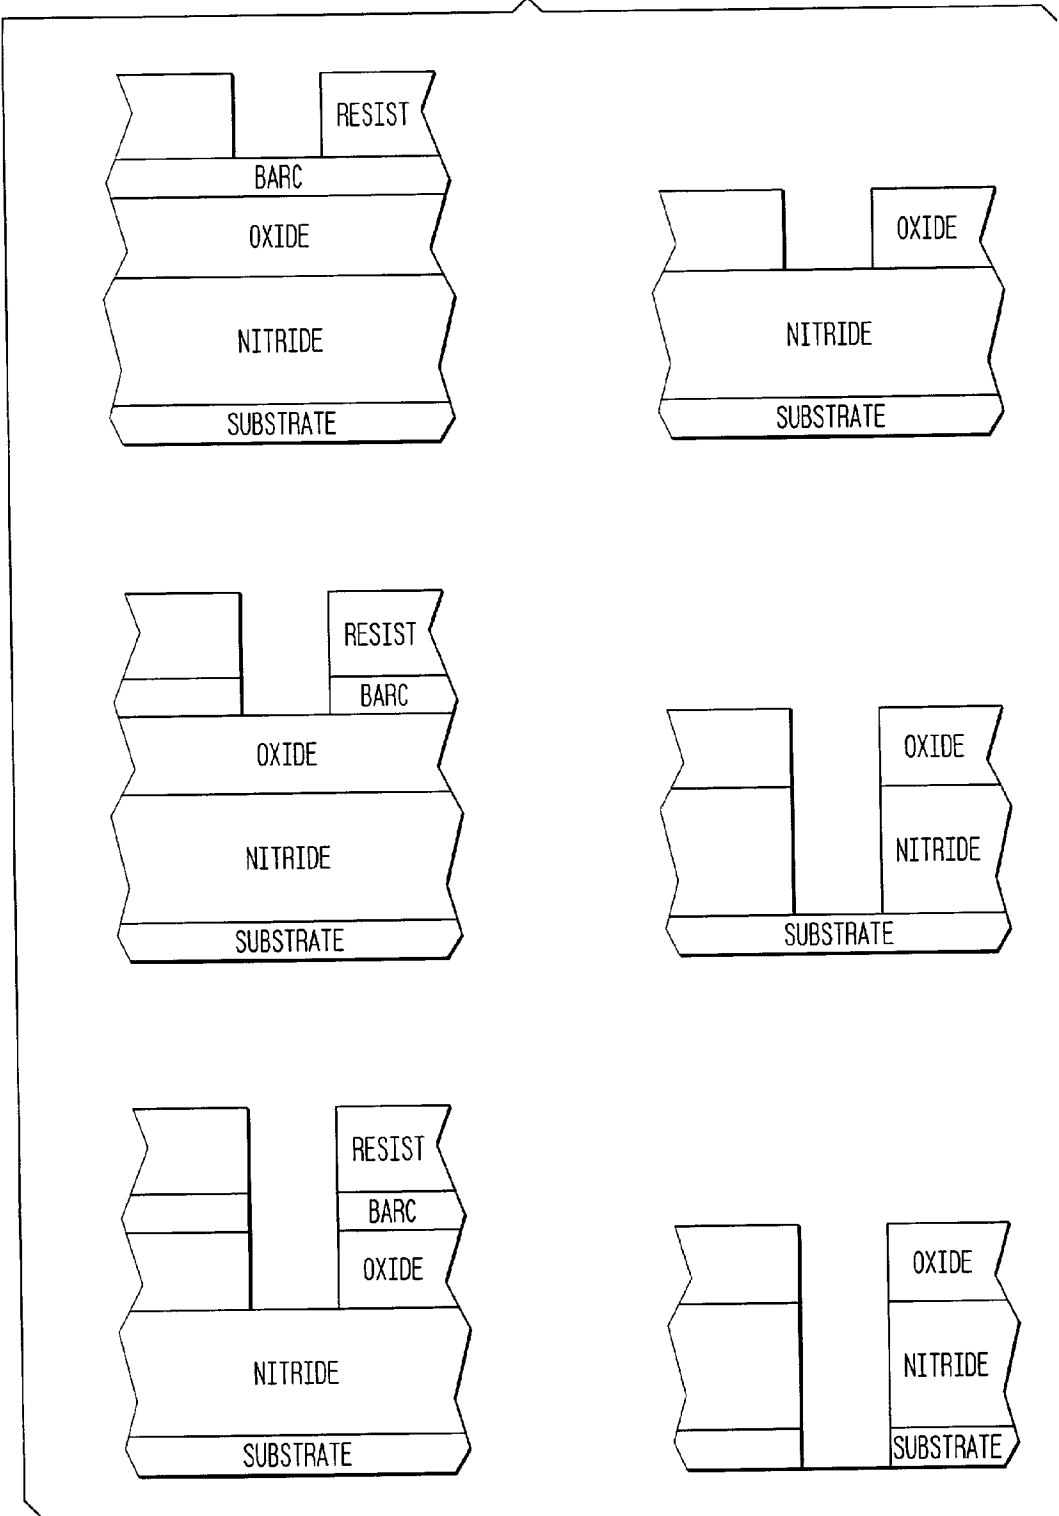 RESIST
BARC
OXIDE
NITRIDE
SUBSTRATE
RESIST
BARC
OXIDE
NITRIDE
SUBSTRATE
RESIST
BARC
OXIDE
NITRIDE
SUBSTRATE
OXIDE
NITRIDE
SUBSTRATE
OXIDE
NITRIDE
SUBSTRATE
OXIDE
NITRIDE
SUBSTRATE